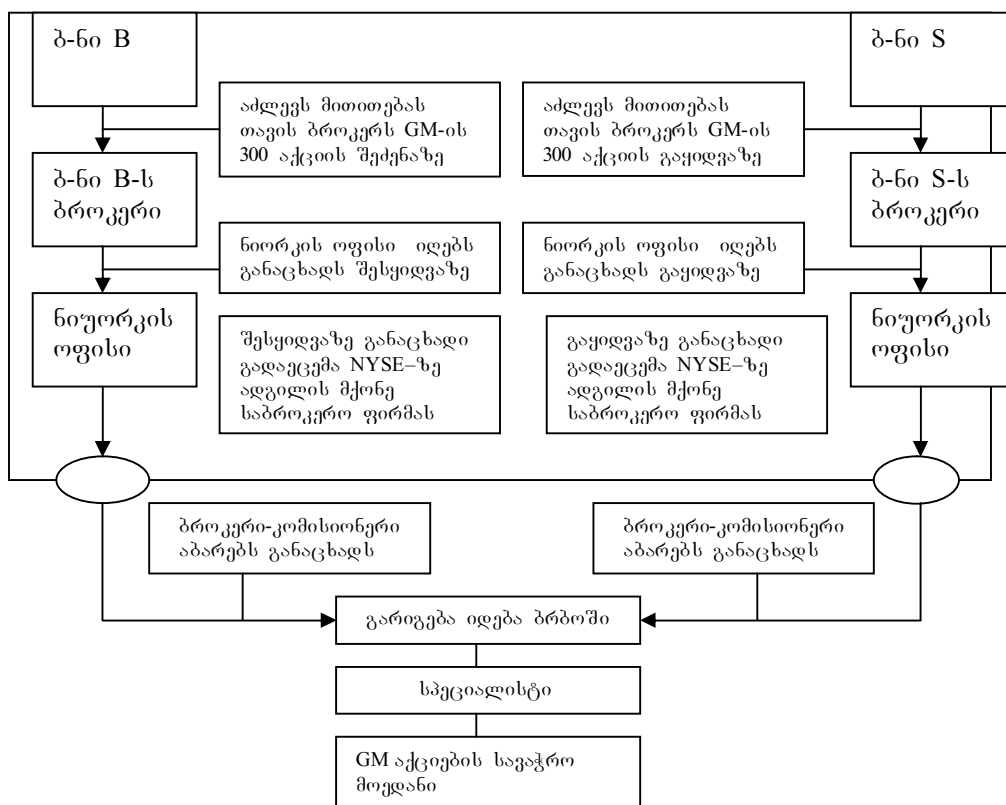 ბ-ნი B
ბ-ნი S
აძლევს მითითებას
თავის ბროკერს GM-ის
300 აქციის შეძენაზე
აძლევს მითითებას
თავის ბროკერს GM-ის
300 აქციის გაყიდვაზე
ბ-ნი B-ს
ბროკერი
ბ-ნი S-ს
ბროკერი
ნიორკის ოფისი იღებს
განაცხადს შესყიდვაზე
ნიორკის ოფისი იღებს
განაცხადს გაყიდვაზე
ნიუორკის
ოფისი
ნიუორკის
ოფისი
შესყიდვაზე განაცხადი
გადაეცემა NYSE–ზე
ადგილის მქონე
საბროკერო ფირმას
გაყიდვაზე განაცხადი
გადაეცემა NYSE–ზე
ადგილის მქონე
საბროკერო ფირმას
ბროკერი-კომისიონერი
აბარებს განაცხადს
ბროკერი-კომისიონერი
აბარებს განაცხადს
გარიგება იდება ბრბოში
სპეციალისტი
GM აქციების სავაჭრო
მოედანი